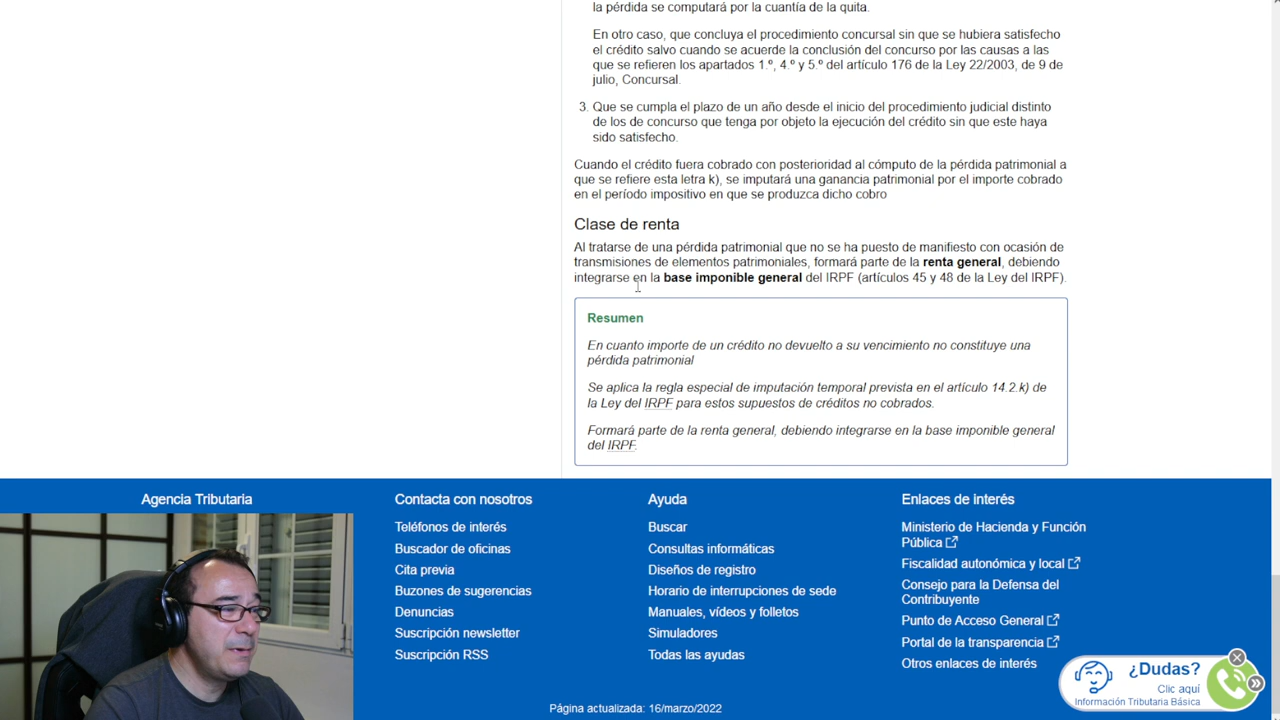 la pérdida se computará por la cuantía de la quita.
En otro caso, que concluya el procedimiento concursal sin que se hubiera satisfecho
el crédito salvo cuando se acuerde la conclusión del concurso por las causas a las
que se refieren los apartados 1.º, 4.º y 5.º del artículo 176 de la Ley 22/2003, de 9 de
julio, Concursal.
3. Que se cumpla el plazo de un año desde el inicio del procedimiento judicial distinto
de los de concurso que tenga por objeto la ejecución del crédito sin que este haya
sido satisfecho.
Cuando el crédito fuera cobrado con posterioridad al cómputo de la pérdida patrimonial a
que se refiere esta letra k), se imputará una ganancia patrimonial por el importe cobrado
en el período impositivo en que se produzca dicho cobro
Clase de renta
Al tratarse de una pérdida patrimonial que no se ha puesto de manifiesto con ocasión de
transmisiones de elementos patrimoniales, formará parte de la renta general, debiendo
integrarse en la base imponible general del IRPF (artículos 45 y 48 de la Ley del IRPF).
Resumen
En cuanto importe de un crédito no devuelto a su vencimiento no constituye una
pérdida patrimonial
Se aplica la regla especial de imputación temporal prevista en el artículo 14.2.k) de
la Ley del IRPF para estos supuestos de créditos no cobrados.
Formará parte de la renta general, debiendo integrarse en la base imponible general
del IRPF.
Agencia Tributaria
Contacta con nosotros
Teléfonos de interés
Buscador de oficinas
Cita previa
Buzones de sugerencias
Denuncias
Suscripción newsletter
Suscripción RSS
Ayuda
Buscar
Consultas informáticas
Diseños de registro
Horario de interrupciones de sede
Manuales, vídeos y folletos
Simuladores
Todas las ayudas
Enlaces de interés
Ministerio de Hacienda y Función
Pública
Fiscalidad autonómica y local
Consejo para la Defensa del
Contribuyente
Punto de Acceso General
Portal de la transparencia
Otros enlaces de interés
¿Dudas?
Clic aquí
Información Tributaria Básica
Página actualizada: 16/marzo/2022